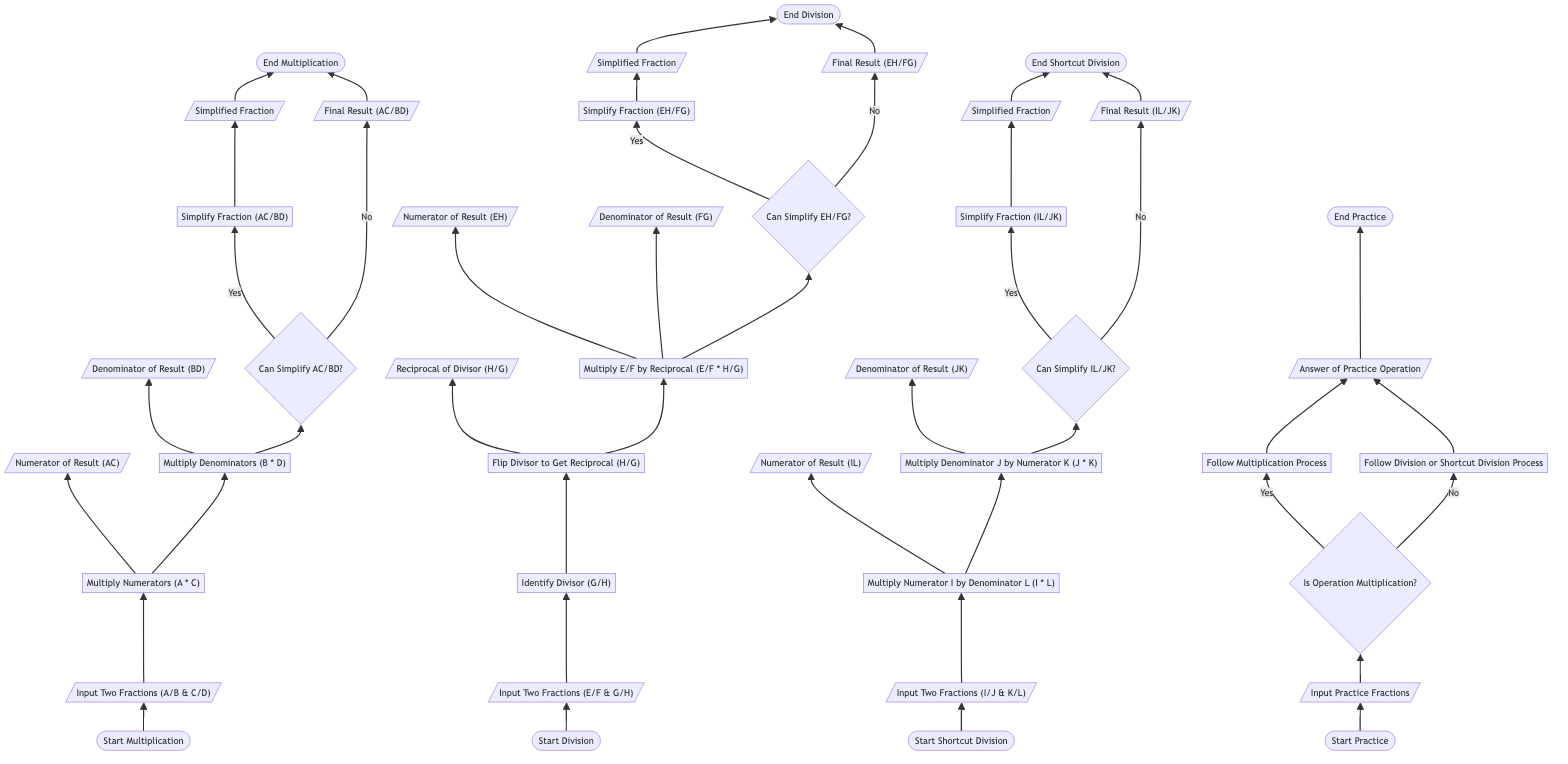 End Division
End Multiplication
Simplified Fraction
Final Result (EH/FG)
End Shortcut Division
Simplified Fraction
Final Result (AC/BD)
Simplify Fraction (EH/FG)
No
Simplified Fraction
Final Result (IL/JK)
Yes
Simplify Fraction (AC/BD)
No
Numerator of Result (EH)
Denominator of Result (FG)
Can Simplify EH/FG?
Simplify Fraction (IL/JK)
No
End Practice
Yes
Yes
Denominator of Result (BD)
Can Simplify AC/BD?
Reciprocal of Divisor (H/G)
Multiply E/F by Reciprocal (E/F * H/G)
Denominator of Result (JK)
Can Simplify IL/JK?
Answer of Practice Operation
Numerator of Result (AC)
Multiply Denominators (B * D)
Flip Divisor to Get Reciprocal (H/G)
Numerator of Result (IL)
Multiply Denominator J by Numerator K (J * K)
Follow Multiplication Process
Follow Division or Shortcut Division Process
Yes
No
Multiply Numerators (A * C)
Identify Divisor (G/H)
Multiply Numerator I by Denominator L (I * L)
Is Operation Multiplication?
Input Two Fractions (A/B & C/D)
Input Two Fractions (E/F & G/H)
Input Two Fractions (I/J & K/L)
Input Practice Fractions
Start Multiplication
Start Division
Start Shortcut Division
Start Practice